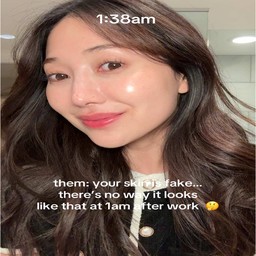 1:38am
them: your skin is fake...
there's no way it looks
like that at 1am after work 🤔